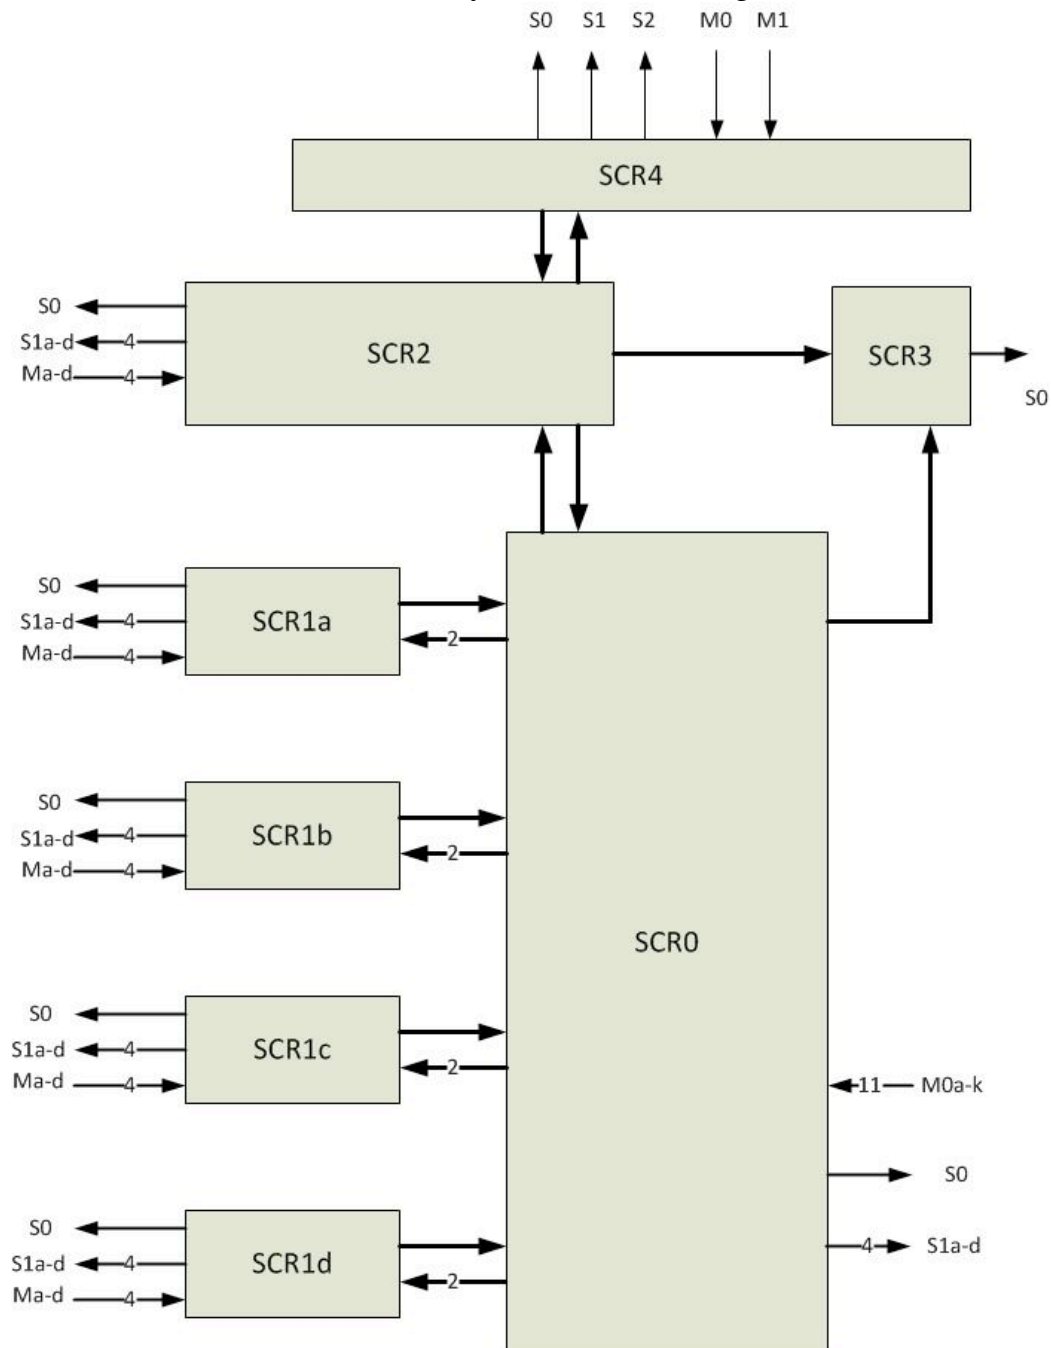 S0 S1 S2 M0 M1
SCR4
S0
S1a-d 4
Ma-d 4
SCR2
SCR3
S0
S0
S1a-d 4
Ma-d 4
SCR1a
2
S0
S1a-d 4
Ma-d 4
SCR1b
2
SCR0
S0
S1a-d 4
Ma-d 4
SCR1c
2
11 M0a-k
S0
4 S1a-d
S0
S1a-d 4
Ma-d 4
SCR1d
2